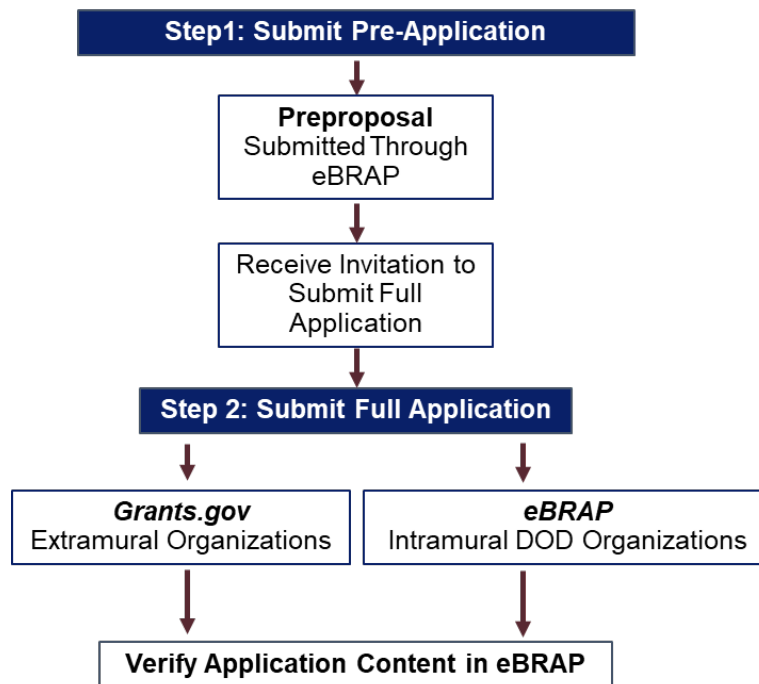 Step1: Submit Pre-Application
Preproposal
Submitted Through
eBRAP
Receive Invitation to
Submit Full
Application
Step 2: Submit Full Application
Grants.gov
Extramural Organizations
eBRAP
Intramural DOD Organizations
Verify Application Content in eBRAP